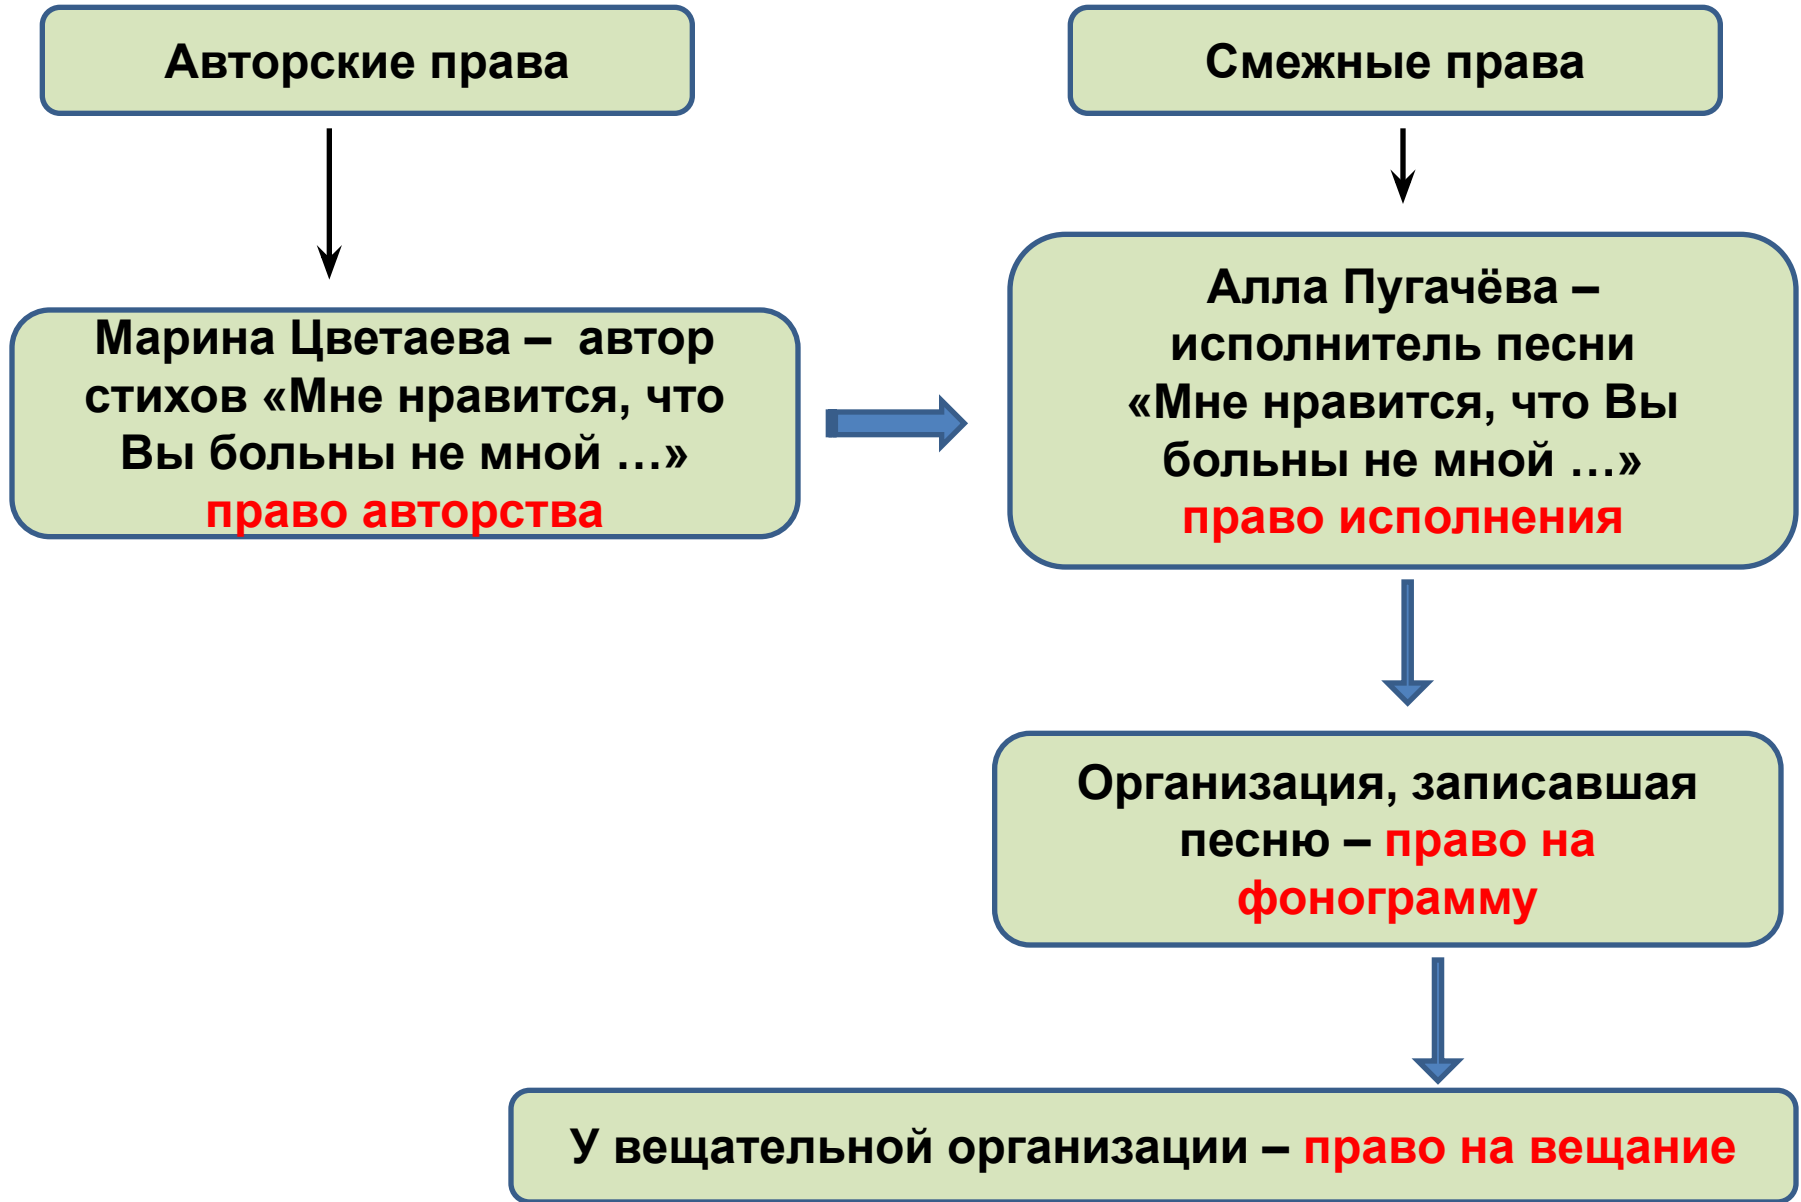 Авторские права
Смежные права
Марина Цветаева – автор
стихов «Мне нравится, что
Вы больны не мной ...»
право авторства
Алла Пугачёва –
исполнитель песни
«Мне нравится, что Вы
больны не мной ...»
право исполнения
Организация, записавшая
песню – право на
фонограмму
У вещательной организации – право на вещание